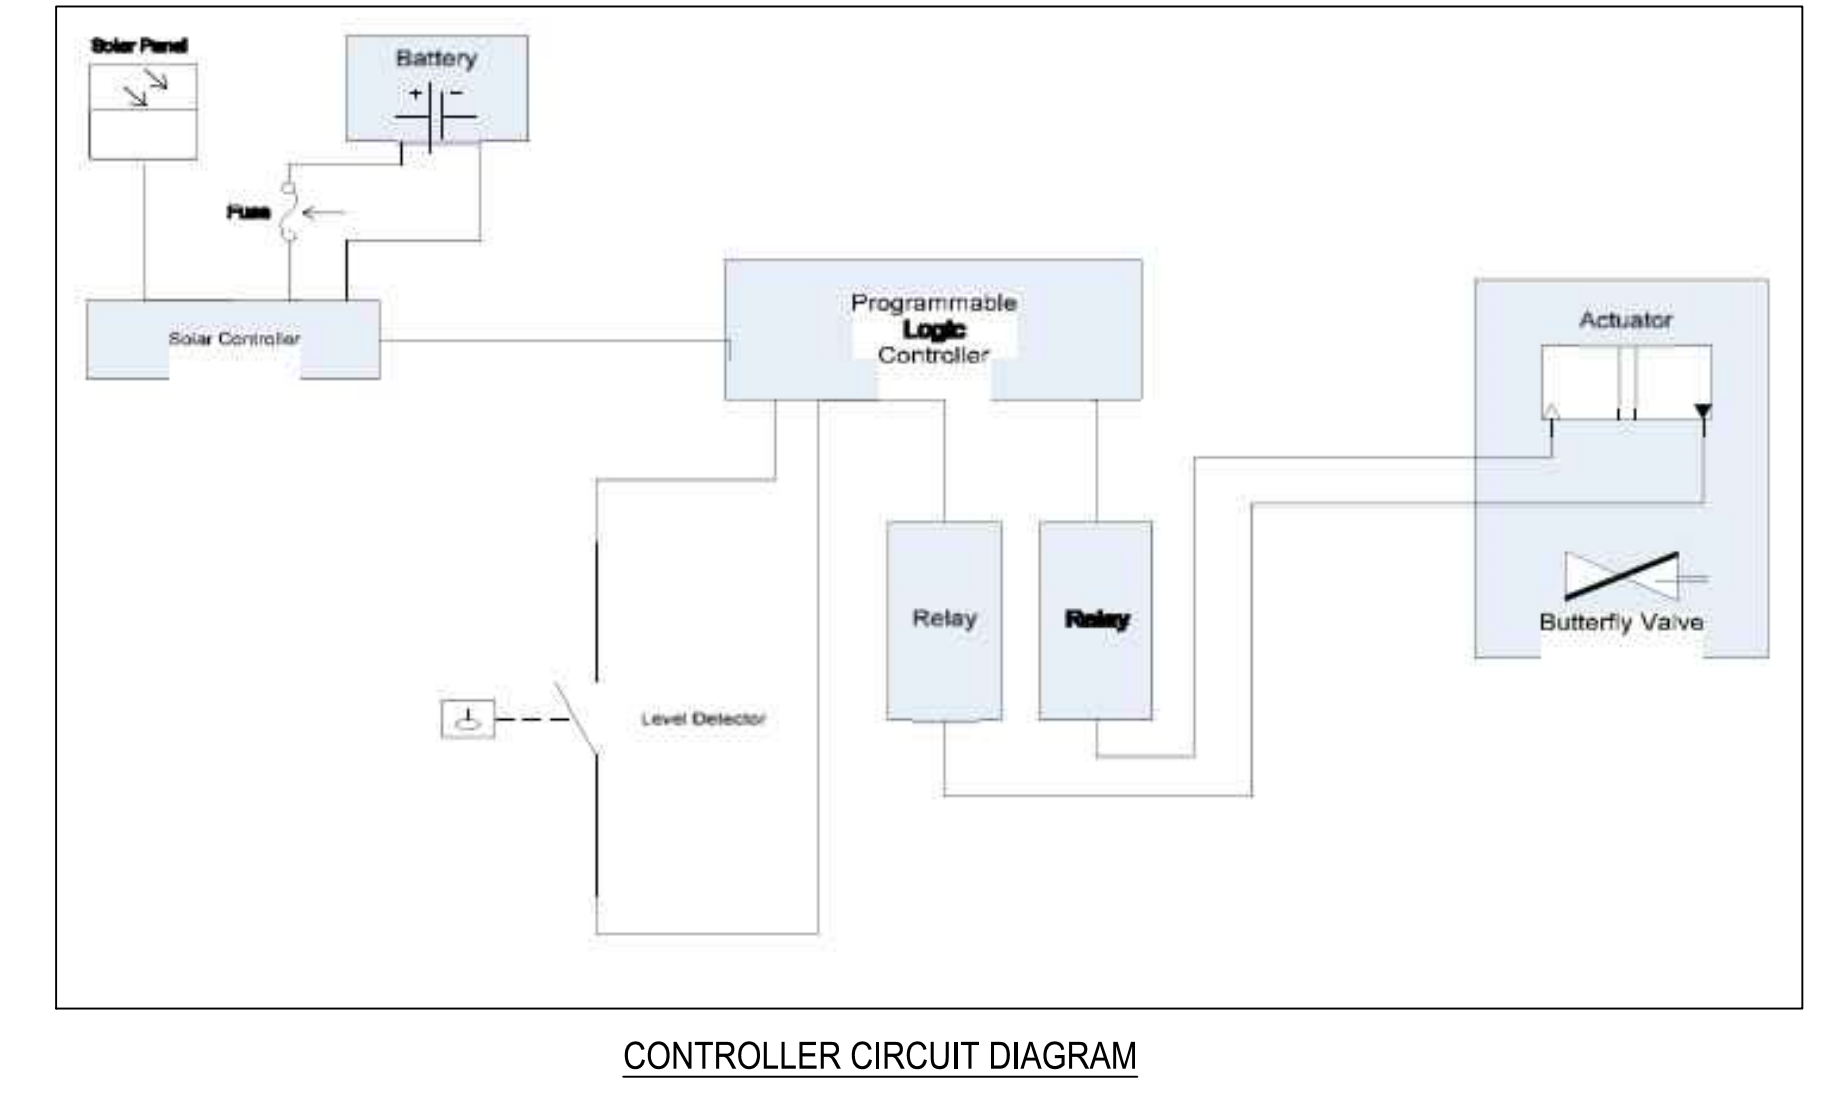 Solar Panel
Battery
+ −
Fuse
Solar Controller
Programmable
Logic
Controller
Actuator
Relay
Relay
Level Detector
Butterfly Valve
CONTROLLER CIRCUIT DIAGRAM